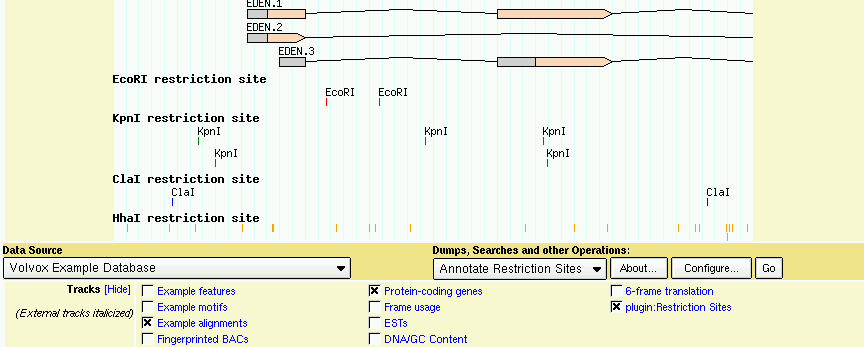 EDEN.1
EDEN.2
EDEN.3
EcoRI restriction site
EcoRI EcoRI
KpnI restriction site
KpnI KpnI KpnI
KpnI KpnI
ClaI restriction site
ClaI ClaI
HhaI restriction site
Data Source Dumps, Searches and other Operations:
Volvox Example Database Annotate Restriction Sites About... Configure... Go
Tracks [Hide] Example features Protein-coding genes 6-frame translation
(External tracks italicized) Example motifs Frame usage plugin:Restriction Sites
Example alignments ESTs
Fingerprinted BACs DNA/GC Content